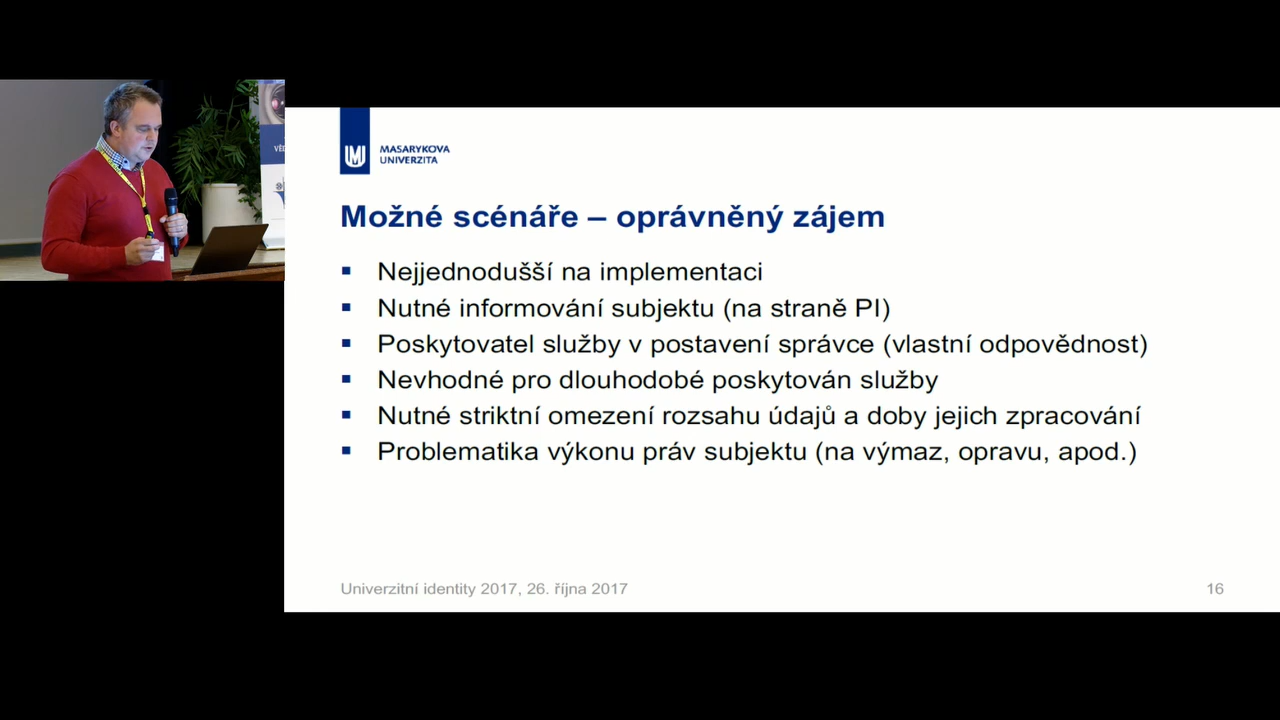 MASARYKOVA
UNIVERZITA
Možné scénáře – oprávněný zájem
Nejjednodušší na implementaci
Nutné informování subjektu (na straně PI)
Poskytovatel služby v postavení správce (vlastní odpovědnost)
Nevhodné pro dlouhodobé poskytován služby
Nutné striktní omezení rozsahu údajů a doby jejich zpracování
Problematika výkonu práv subjektu (na výmaz, opravu, apod.)
Univerzitní identity 2017, 26. října 2017
16